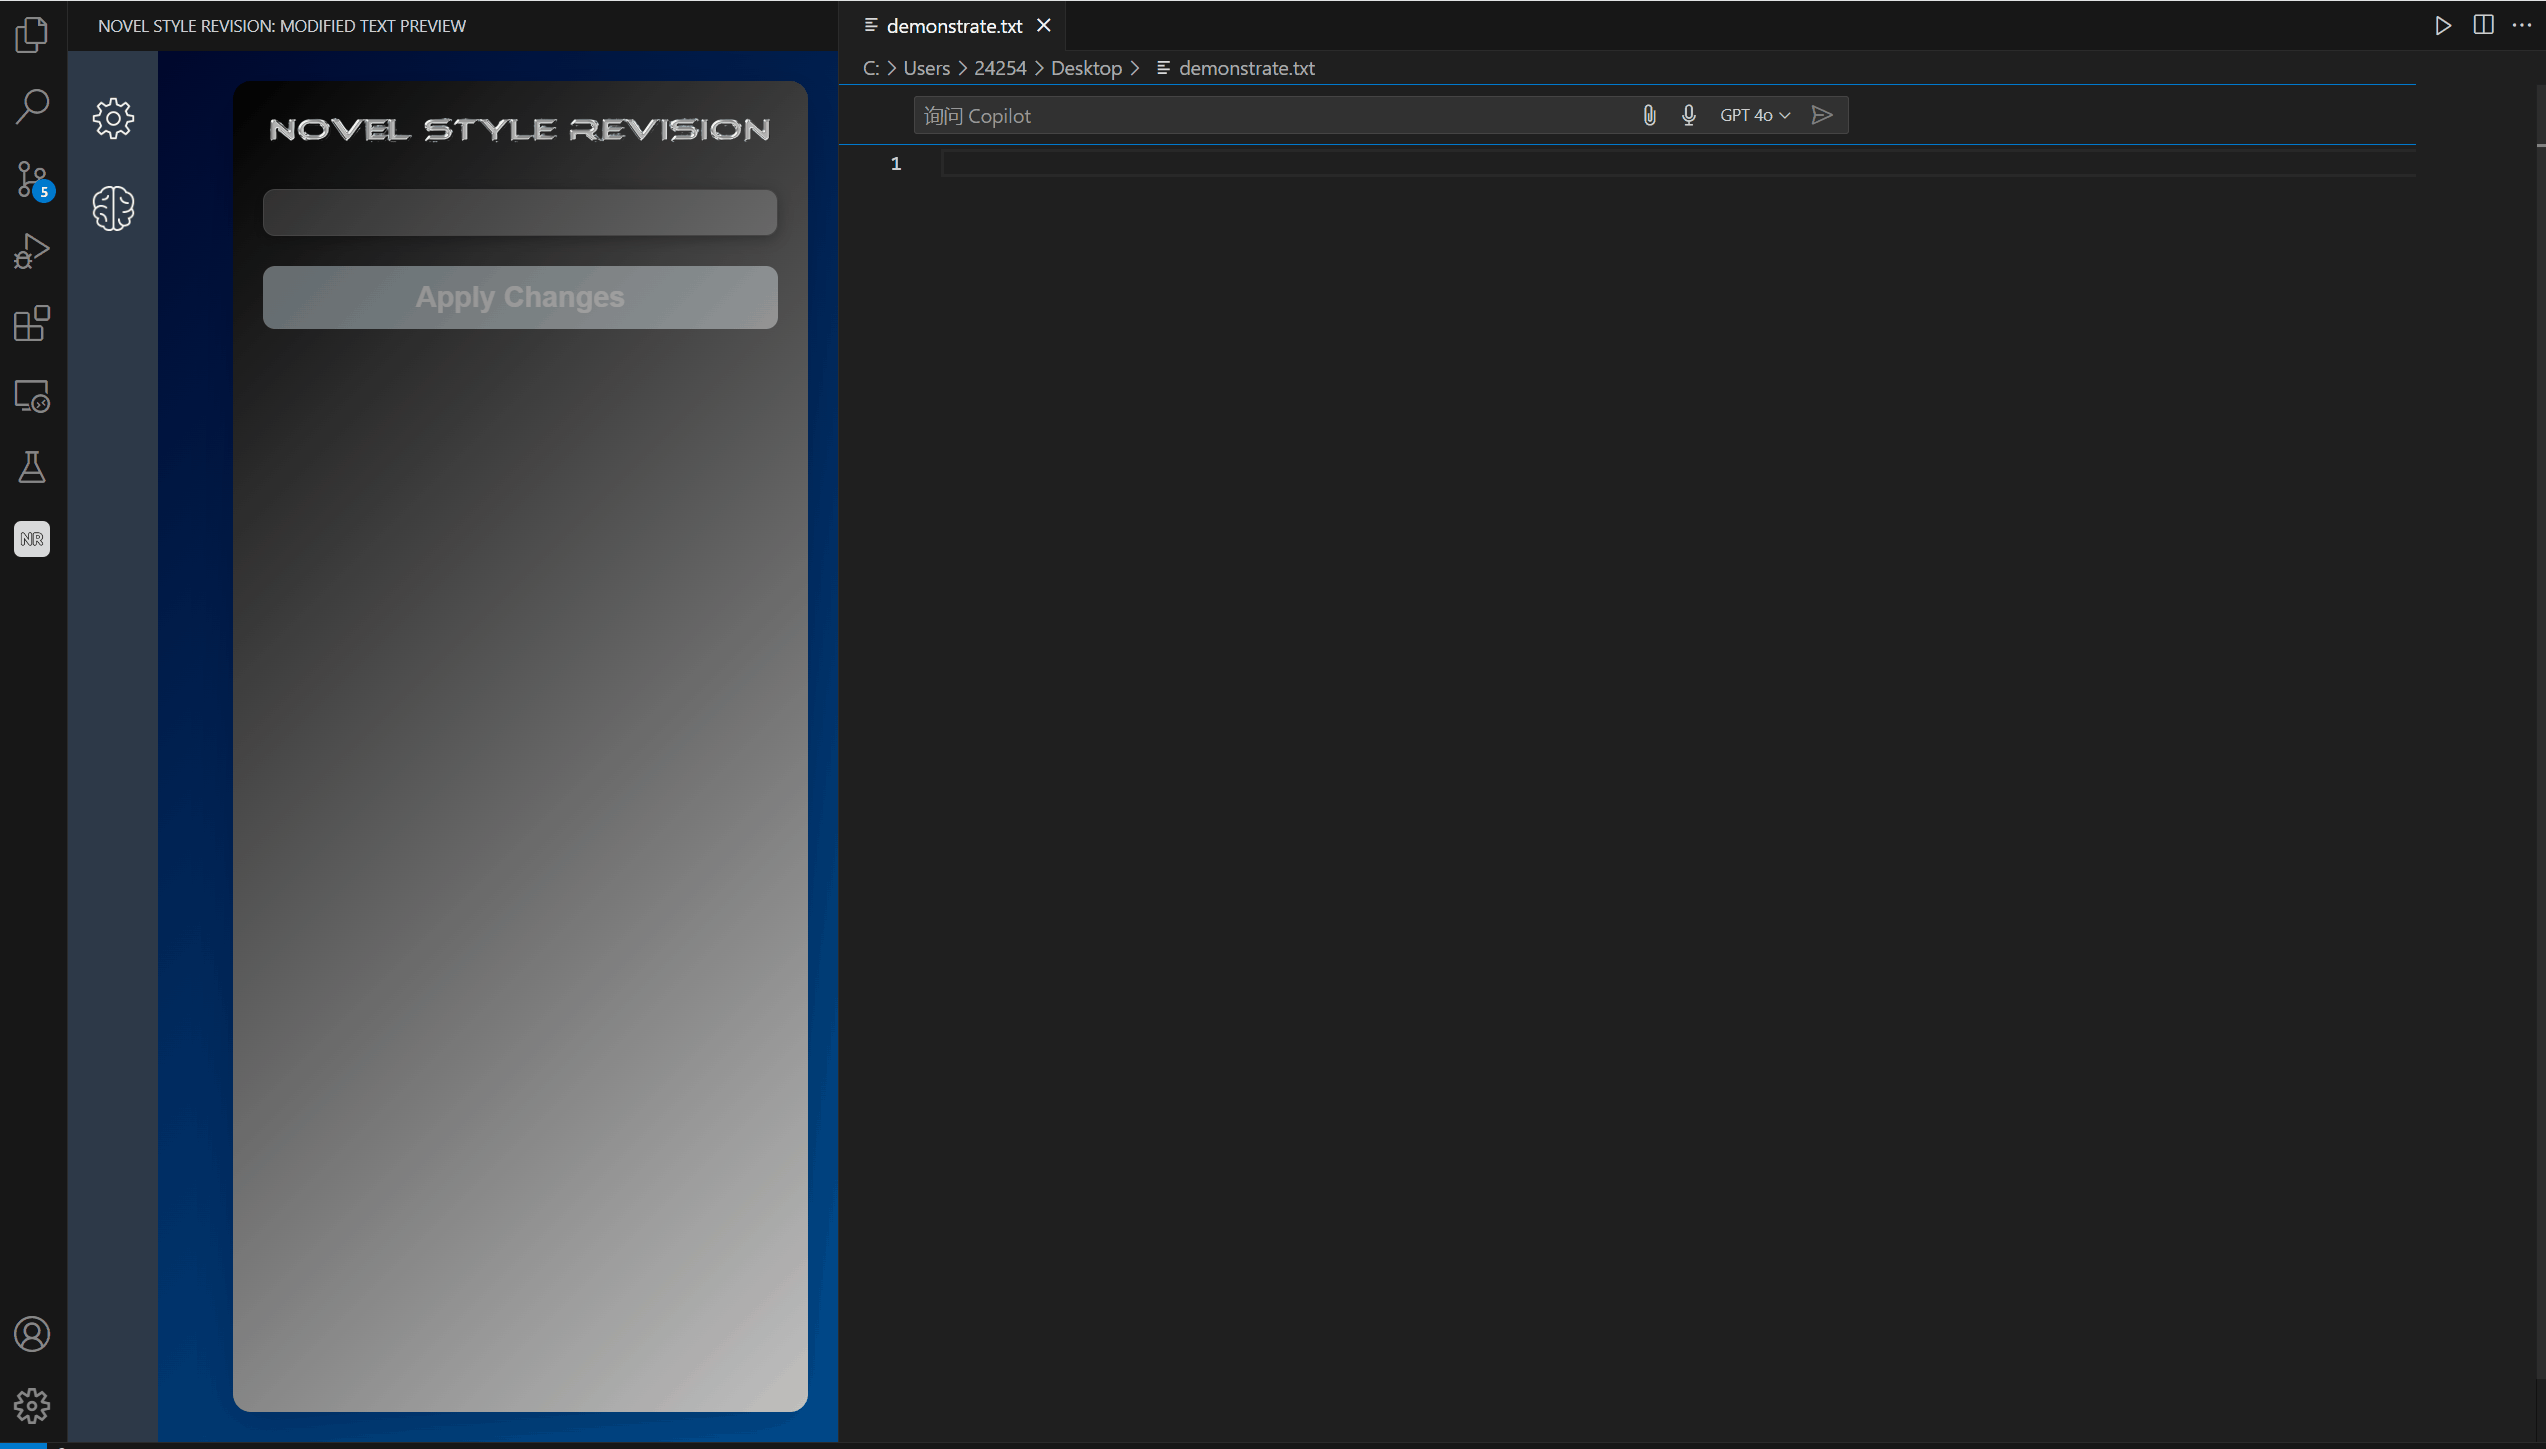 NOVEL STYLE REVISION: MODIFIED TEXT PREVIEW
5
NR
NOVEL STYLE REVISION
Apply Changes
demonstrate.txt
C: > Users > 24254 > Desktop > demonstrate.txt
询问 Copilot
GPT 4o
1